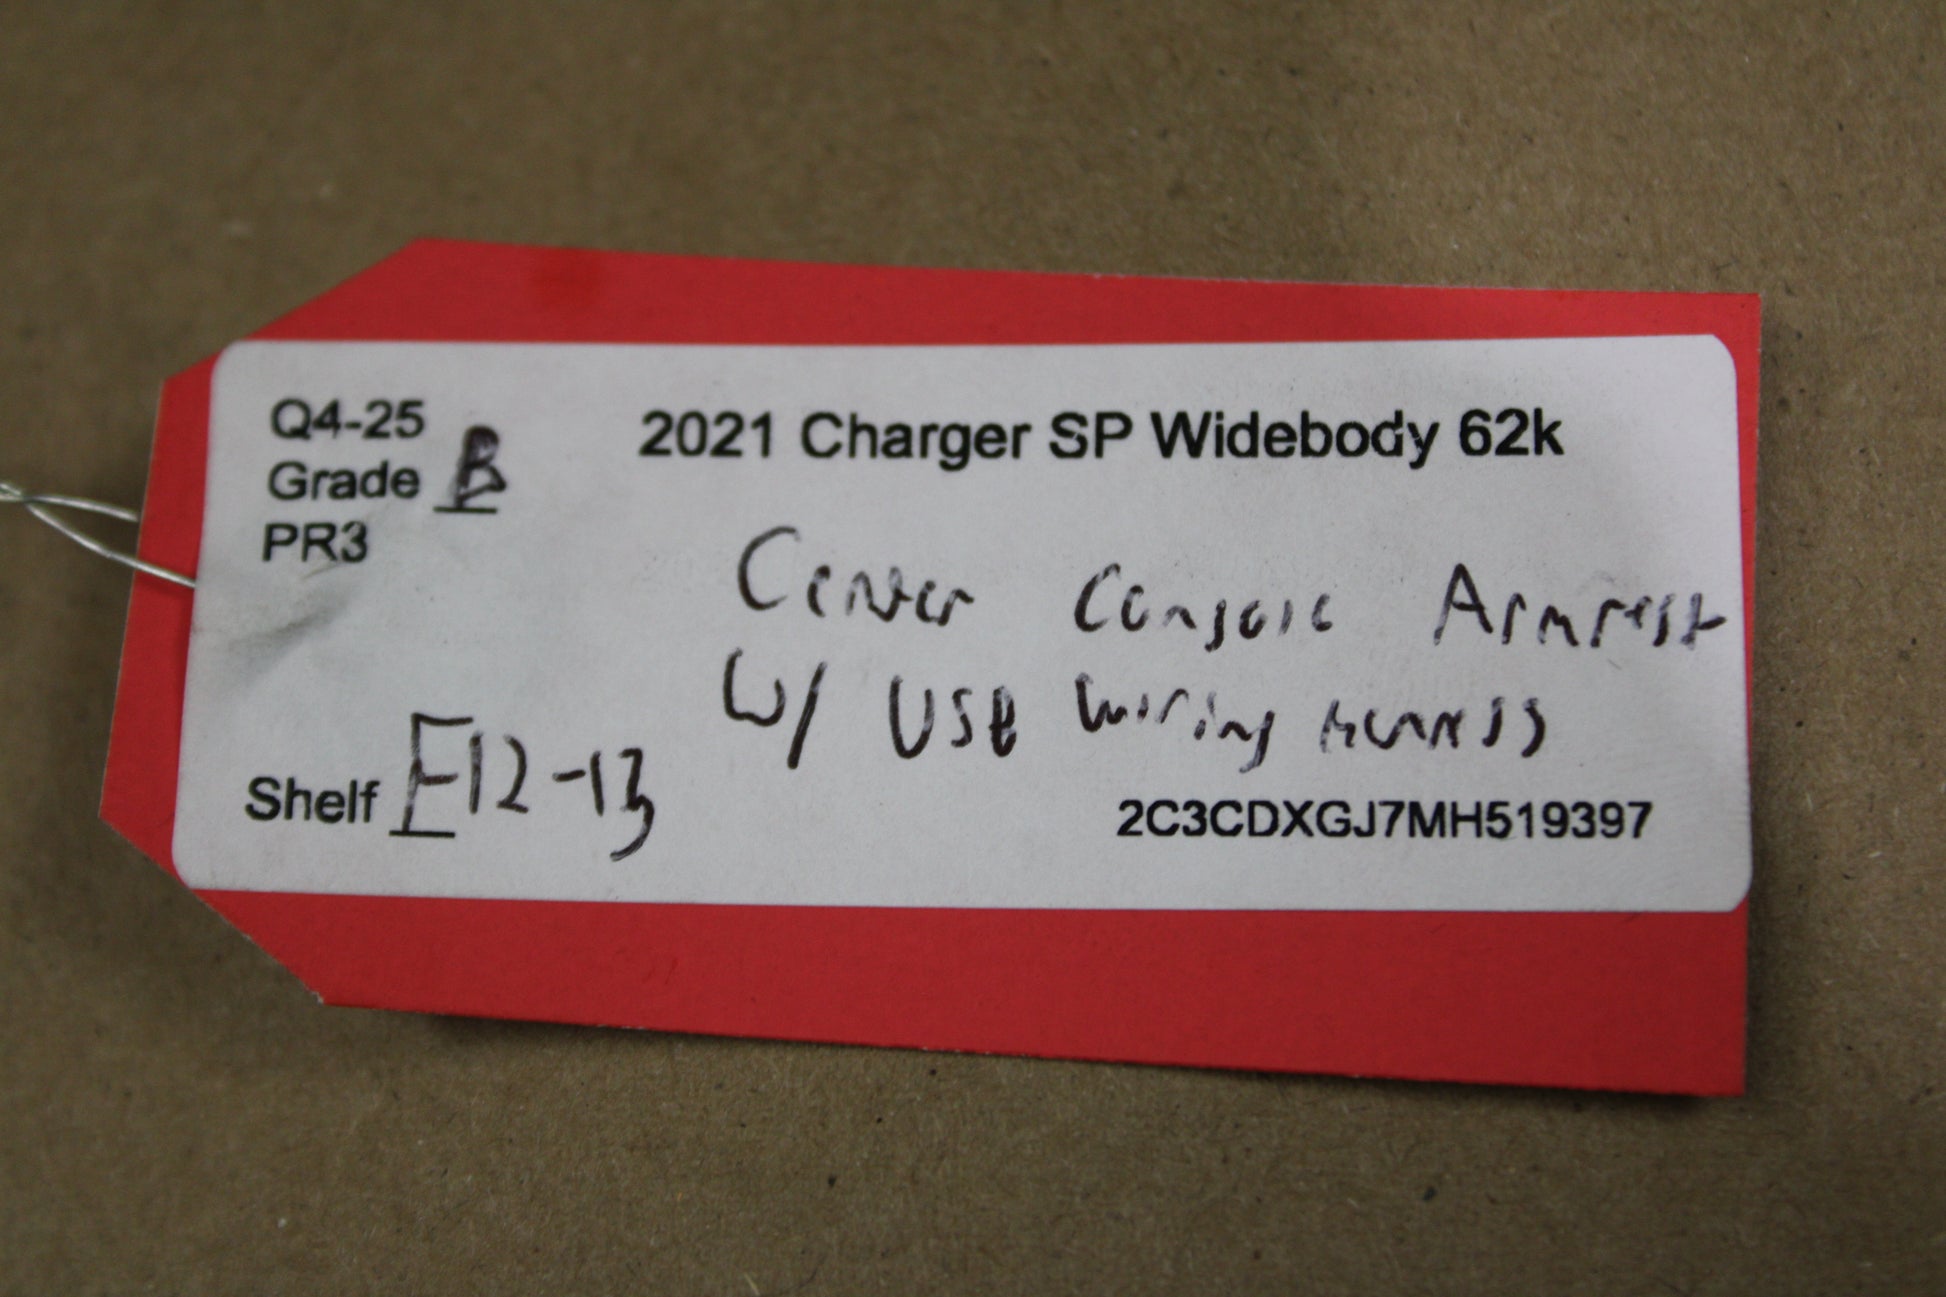 Q4-25
Grade B
PR3
2021 Charger SP Widebody 62k
Center Console Armrest
W/ USB Wiring Harness
Shelf E12-13
2C3CDXGJ7MH519397